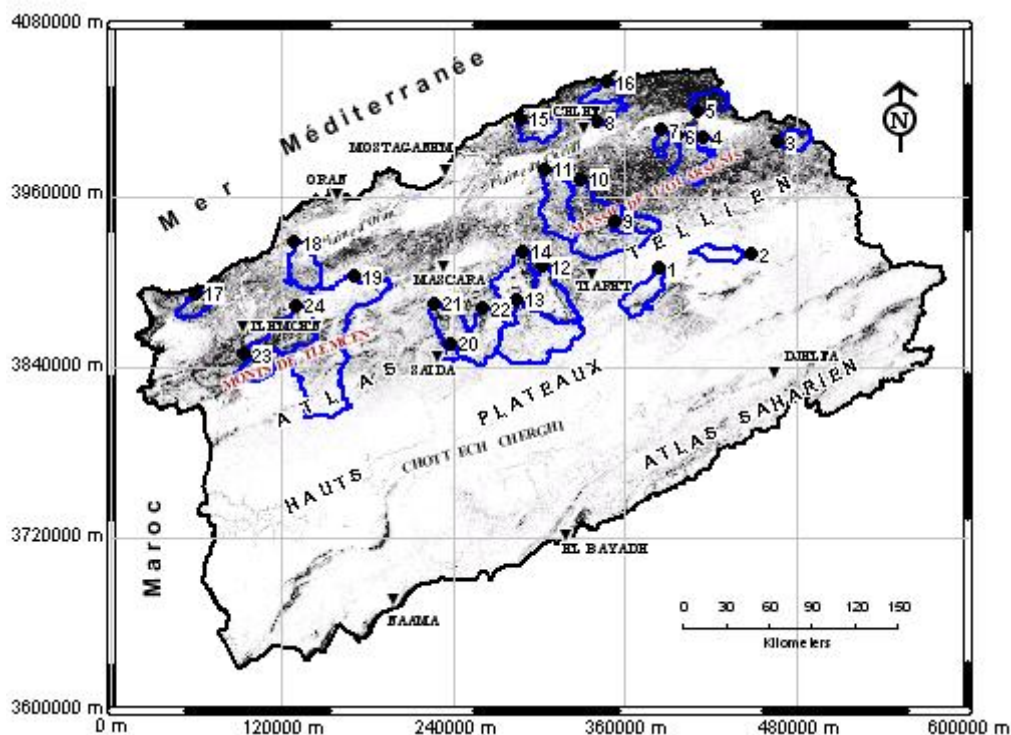 4080000 m
3960000 m
3840000 m
3720000 m
3600000 m
0 m
120000 m
240000 m
360000 m
480000 m
600000 m
Mer Méditerranée
Maroc
N
16
5
15
8
7
6
4
3
MOSTAGANEM
11
10
ORAN
9
TELLIEN
18
14
12
1
2
MASCARA
TIARET
19
17
24
21
22
13
TLEMCEN
23
MONTS DE TLEMCEN
20
SAIDA
ATLAS
DJELFA
PLATEAUX
HAUTS
CHOTT ECH CHERGHI
ATLAS SAHARIEN
EL BAYADH
NAAMA
0 30 60 90 120 150
Kilometers